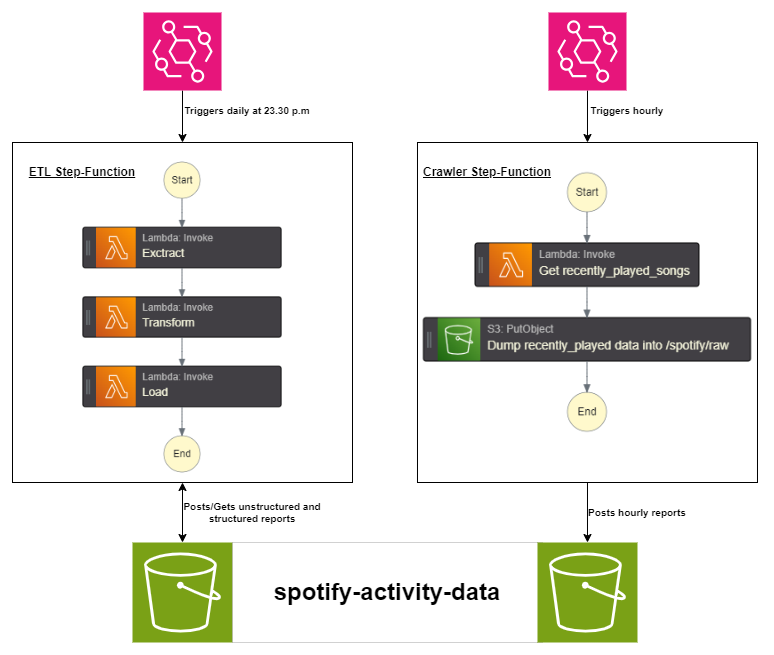 Triggers daily at 23.30 p.m
ETL Step-Function
Start
Lambda: Invoke
Exctract
Lambda: Invoke
Transform
Lambda: Invoke
Load
End
Posts/Gets unstructured and
structured reports
Triggers hourly
Crawler Step-Function
Start
Lambda: Invoke
Get recently_played_songs
S3: PutObject
Dump recently_played data into /spotify/raw
End
Posts hourly reports
spotify-activity-data